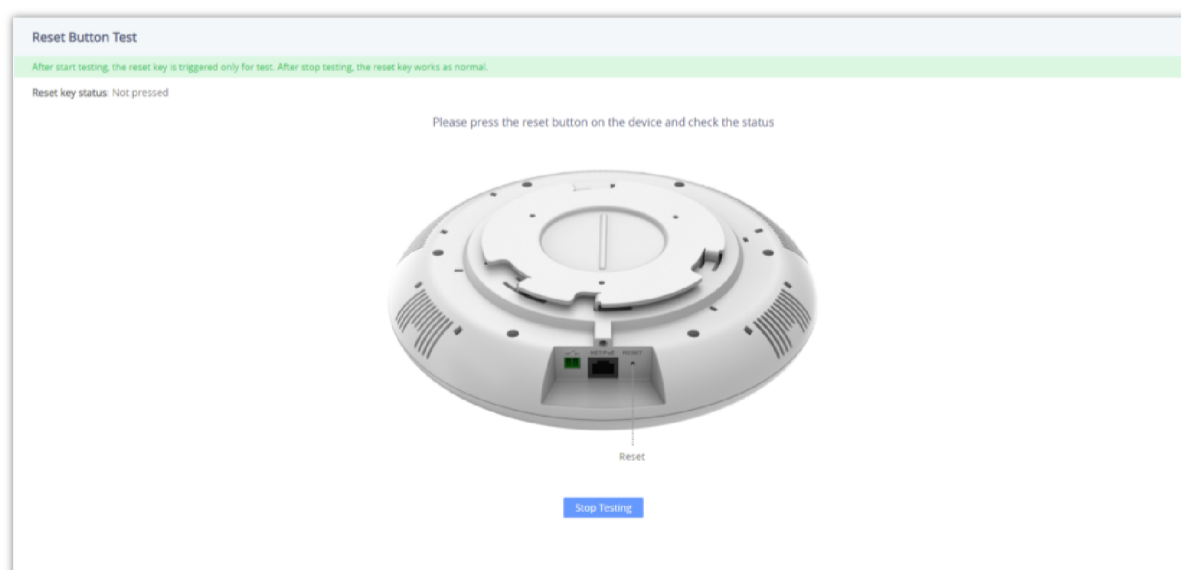 Reset Button Test
After start testing, the reset key is triggered only for test. After stop testing, the reset key works as normal.
Reset key status: Not pressed
Please press the reset button on the device and check the status
NET/PoE RESET
Reset
Stop Testing